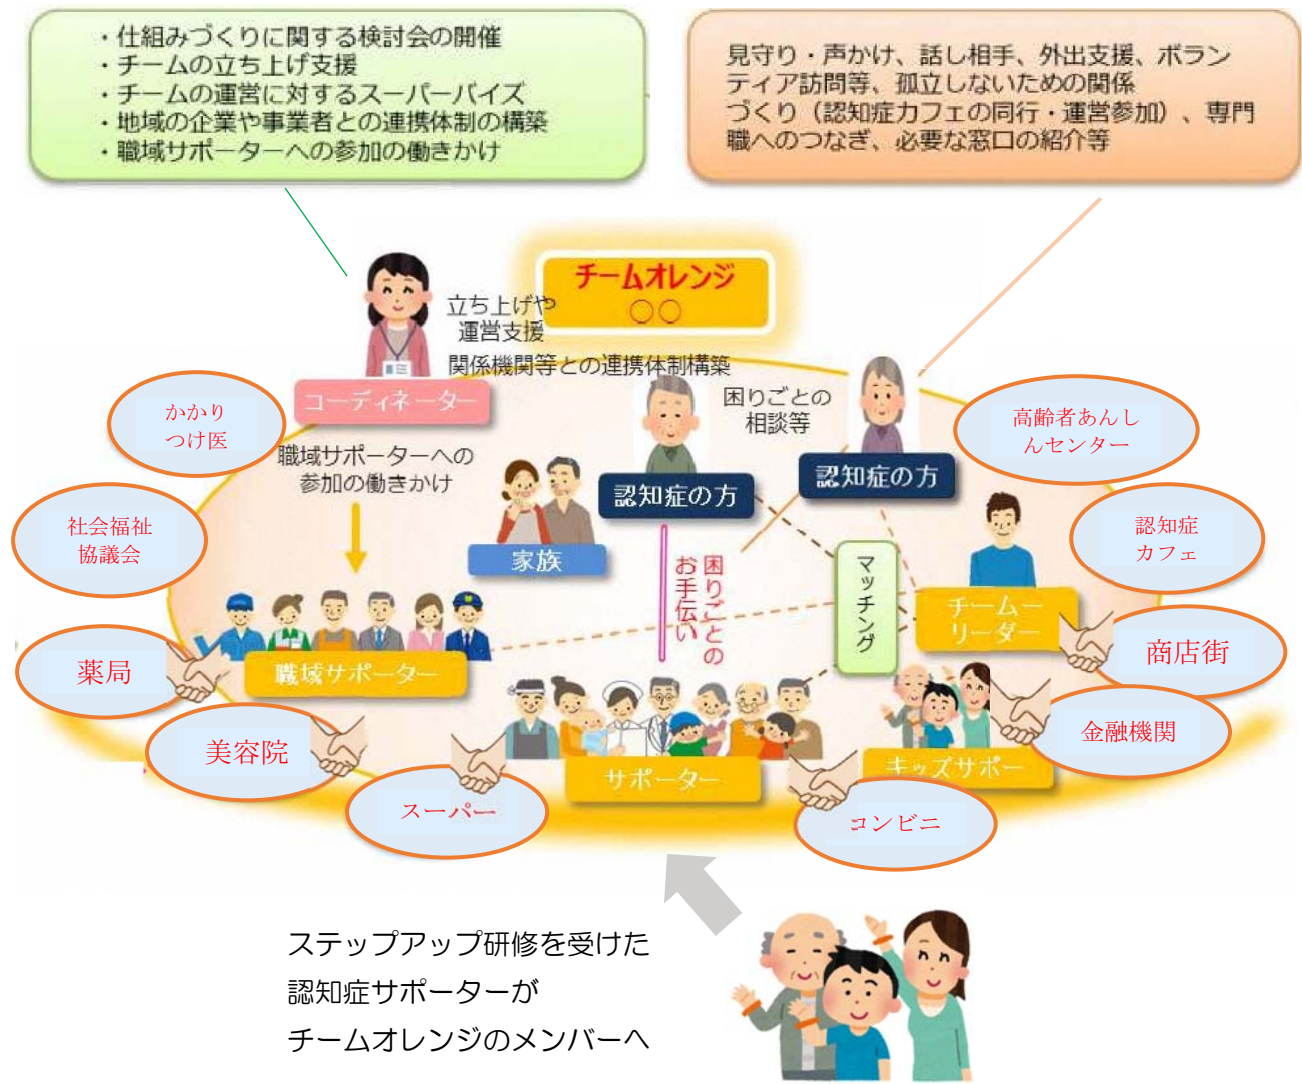 ・仕組みづくりに関する検討会の開催
・チームの立ち上げ支援
・チームの運営に対するスーパーバイズ
・地域の企業や事業者との連携体制の構築
・職域サポーターへの参加の働きかけ
見守り・声かけ、話し相手、外出支援、ボラン
ティア訪問等、孤立しないための関係
づくり（認知症カフェの同行・運営参加）、専門
職へのつなぎ、必要な窓口の紹介等
チームオレンジ
〇〇
立ち上げや
運営支援
関係機関等との連携体制構築
コーディネーター
困りごとの
相談等
かかり
つけ医
高齢者あんし
んセンター
職域サポーターへの
参加の働きかけ
認知症の方
認知症の方
社会福祉
協議会
家族
認知症
カフェ
困りごとの
お手伝い
マッチング
チームー
リーダー
薬局
職域サポーター
商店街
美容院
金融機関
サポーター
キッズサポー
スーパー
コンビニ
ステップアップ研修を受けた
認知症サポーターが
チームオレンジのメンバーへ